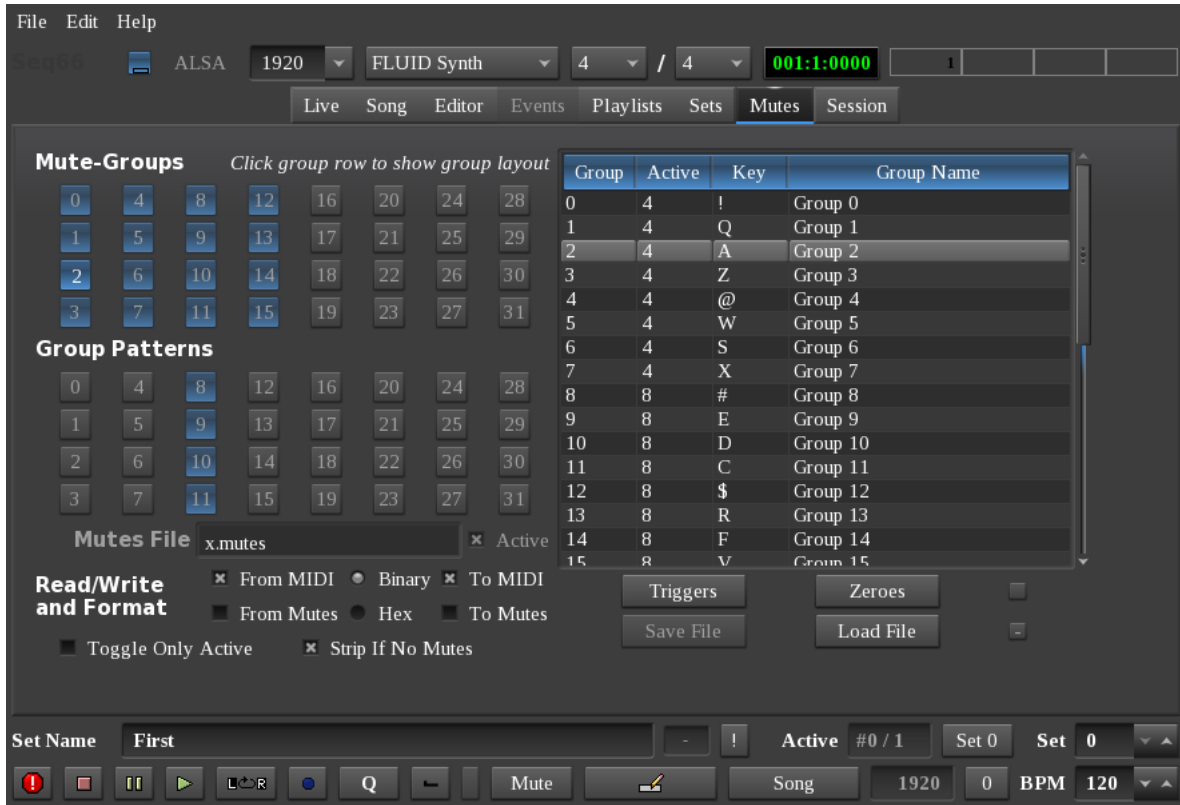 File Edit Help
Seq66 ALSA 1920 FLUID Synth 4 / 4 001:1:0000 1
Live Song Editor Events Playlists Sets Mutes Session
Mute-Groups Click group row to show group layout
0 4 8 12 16 20 24 28
1 5 9 13 17 21 25 29
2 6 10 14 18 22 26 30
3 7 11 15 19 23 27 31
Group Patterns
0 4 8 12 16 20 24 28
1 5 9 13 17 21 25 29
2 6 10 14 18 22 26 30
3 7 11 15 19 23 27 31
Mutes File x.mutes Active
Read/Write and Format
From MIDI Binary To MIDI
From Mutes Hex To Mutes
Toggle Only Active Strip If No Mutes
Group Active Key Group Name
0 4 ! Group 0
1 4 Q Group 1
2 4 A Group 2
3 4 Z Group 3
4 4 @ Group 4
5 4 W Group 5
6 4 S Group 6
7 4 X Group 7
8 8 # Group 8
9 8 E Group 9
10 8 D Group 10
11 8 C Group 11
12 8 $ Group 12
13 8 R Group 13
14 8 F Group 14
15 8 V Group 15
Triggers Zeroes
Save File Load File -
Set Name First - ! Active #0 / 1 Set 0 Set 0
L R Q Mute Song 1920 0 BPM 120